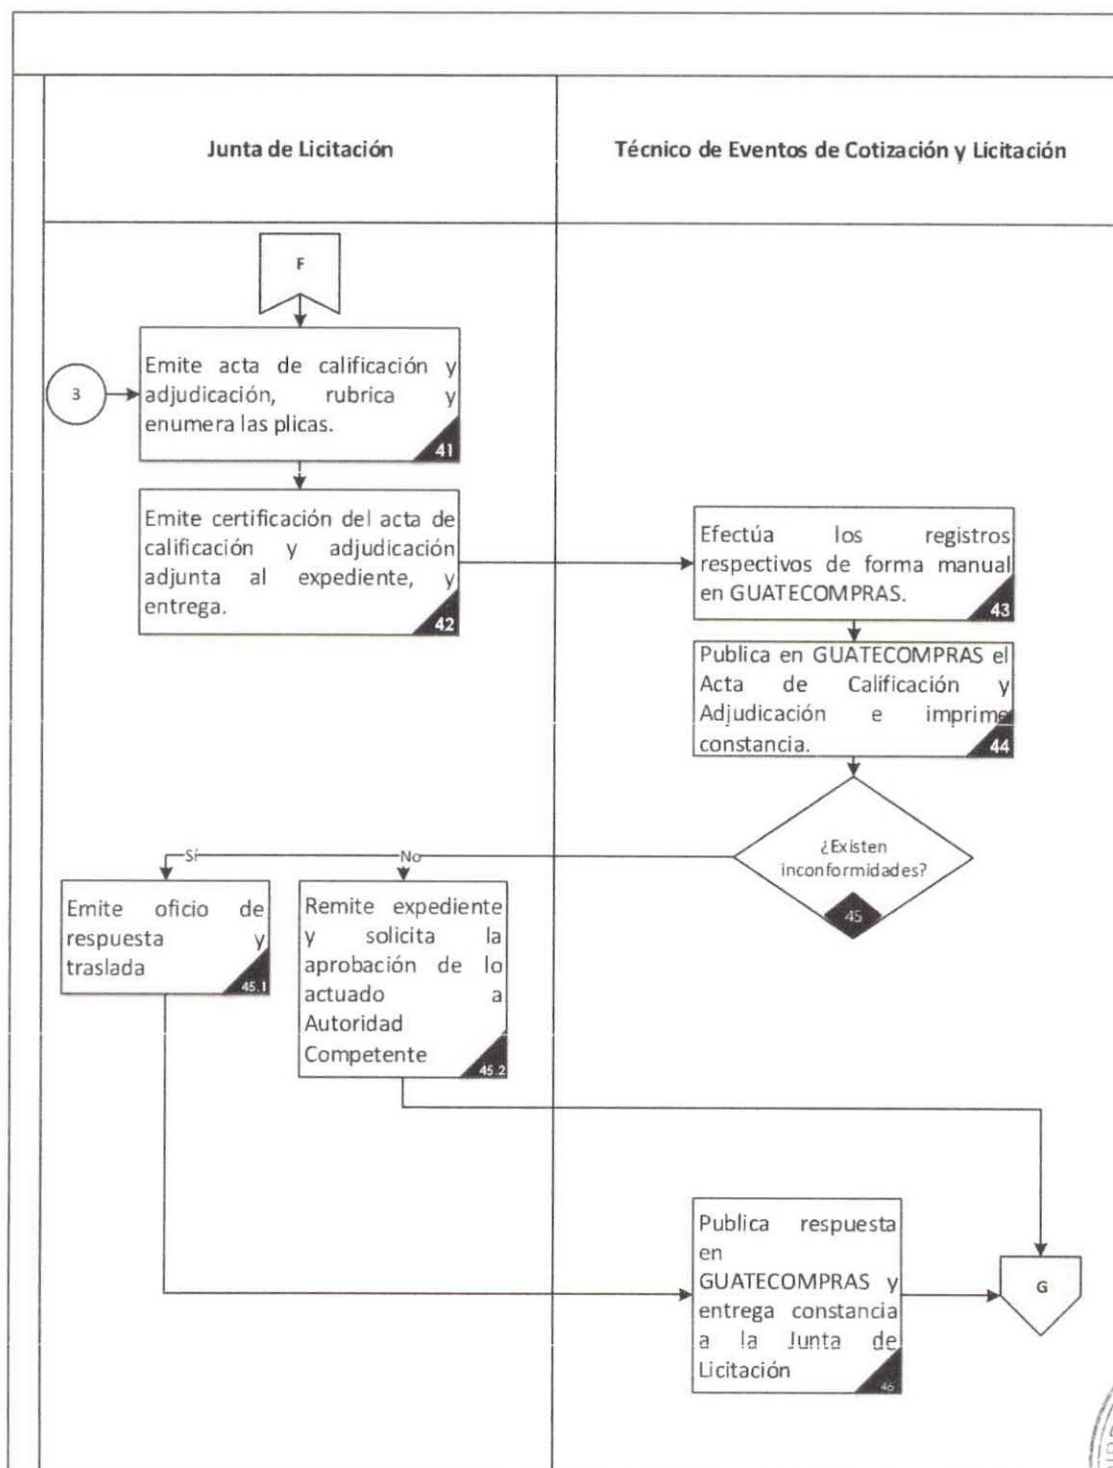 Junta de Licitación
Técnico de Eventos de Cotización y Licitación
F
3
Emite acta de calificación y
adjudicación, rubrica y
enumera las plicas.
41
Emite certificación del acta de
calificación y adjudicación
adjunta al expediente, y
entrega.
42
Efectúa los registros
respectivos de forma manual
en GUATECOMPRAS.
43
Publica en GUATECOMPRAS el
Acta de Calificación y
Adjudicación e imprime
constancia.
44
¿Existen
inconformidades?
45
Sí
No
Emite oficio de
respuesta y
traslada
45.1
Remite expediente
y solicita la
aprobación de lo
actuado a
Autoridad
Competente
45.2
Publica respuesta
en
GUATECOMPRAS y
entrega constancia
a la Junta de
Licitación
46
G